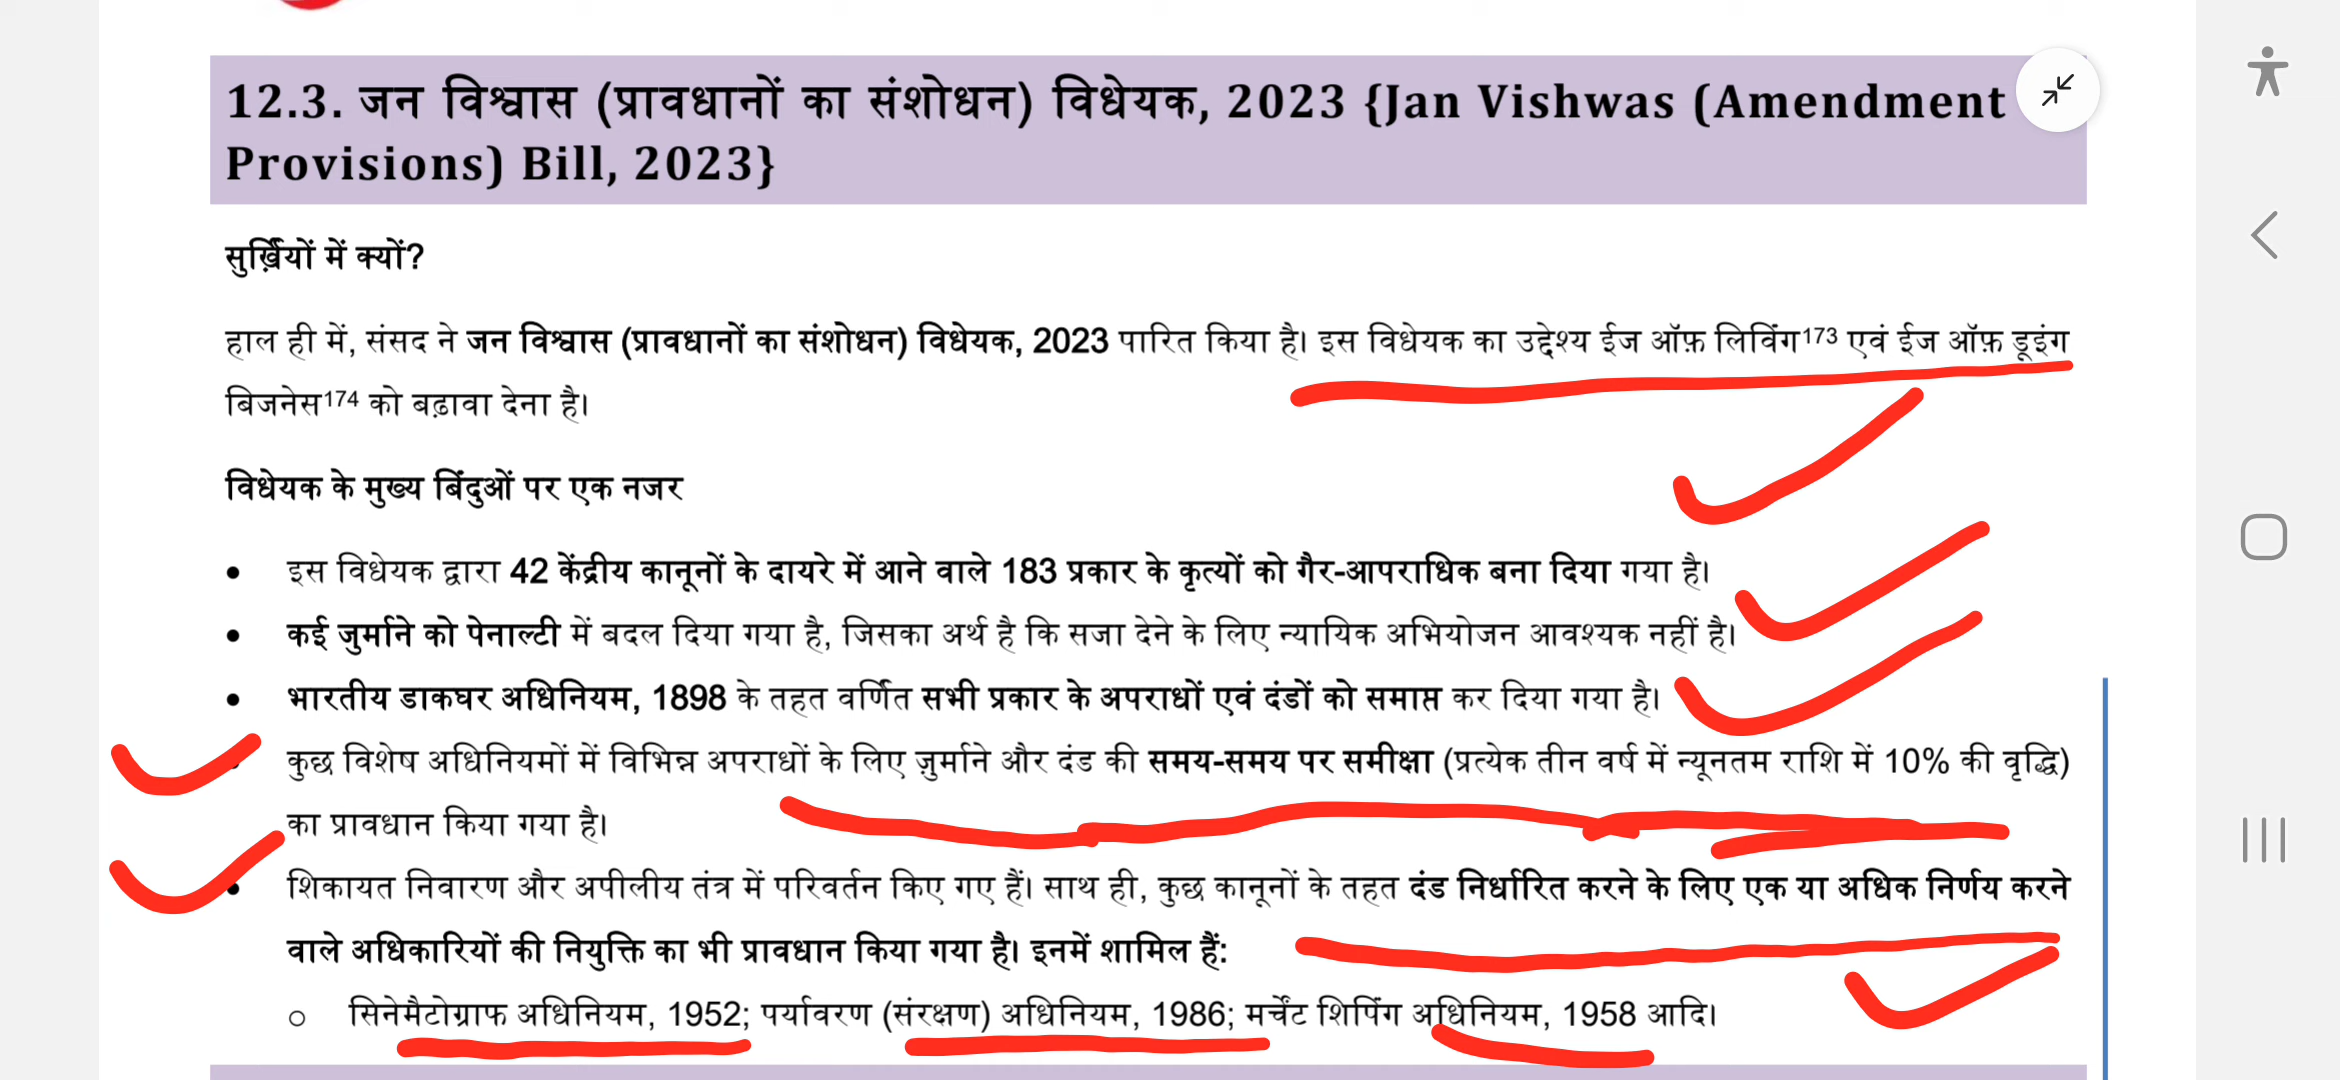 12.3. जन विश्वास (प्रावधानों का संशोधन) विधेयक, 2023 {Jan Vishwas (Amendment
Provisions) Bill, 2023}
सुर्ख़ियों में क्यों?
हाल ही में, संसद ने जन विश्वास (प्रावधानों का संशोधन) विधेयक, 2023 पारित किया है। इस विधेयक का उद्देश्य ईज ऑफ़ लिविंग173 एवं ईज ऑफ़ डूइंग
बिजनेस174 को बढ़ावा देना है।
विधेयक के मुख्य बिंदुओं पर एक नजर
• इस विधेयक द्वारा 42 केंद्रीय कानूनों के दायरे में आने वाले 183 प्रकार के कृत्यों को गैर-आपराधिक बना दिया गया है।
• कई जुर्माने को पेनाल्टी में बदल दिया गया है, जिसका अर्थ है कि सजा देने के लिए न्यायिक अभियोजन आवश्यक नहीं है।
• भारतीय डाकघर अधिनियम, 1898 के तहत वर्णित सभी प्रकार के अपराधों एवं दंडों को समाप्त कर दिया गया है।
• कुछ विशेष अधिनियमों में विभिन्न अपराधों के लिए ज़ुर्माने और दंड की समय-समय पर समीक्षा (प्रत्येक तीन वर्ष में न्यूनतम राशि में 10% की वृद्धि)
का प्रावधान किया गया है।
• शिकायत निवारण और अपीलीय तंत्र में परिवर्तन किए गए हैं। साथ ही, कुछ कानूनों के तहत दंड निर्धारित करने के लिए एक या अधिक निर्णय करने
वाले अधिकारियों की नियुक्ति का भी प्रावधान किया गया है। इनमें शामिल हैं:
○ सिनेमैटोग्राफ अधिनियम, 1952; पर्यावरण (संरक्षण) अधिनियम, 1986; मर्चेंट शिपिंग अधिनियम, 1958 आदि।